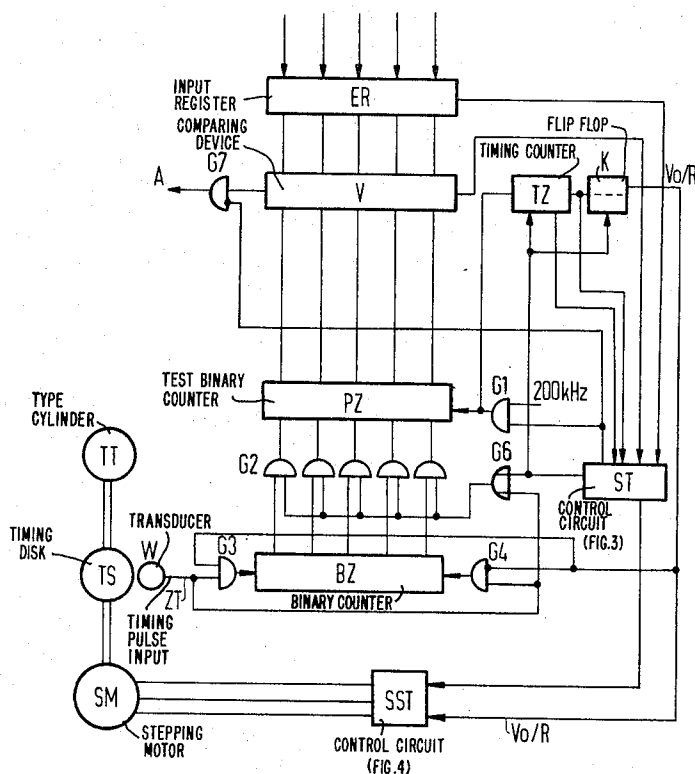 INPUT
REGISTER
ER
COMPARING
DEVICE
G7
A
V
FLIP FLOP
TIMING COUNTER
K
Vo/R
TZ
TEST BINARY
COUNTER
PZ
G1
200kHz
TYPE
CYLINDER
TT
G2
G6
ST
CONTROL
CIRCUIT
(FIG.3)
TIMING
DISK
TS
TRANSDUCER
W
G3
G4
BZ
BINARY COUNTER
ZT
TIMING
PULSE
INPUT
SM
STEPPING
MOTOR
SST
CONTROL CIRCUIT
(FIG.4)
Vo/R